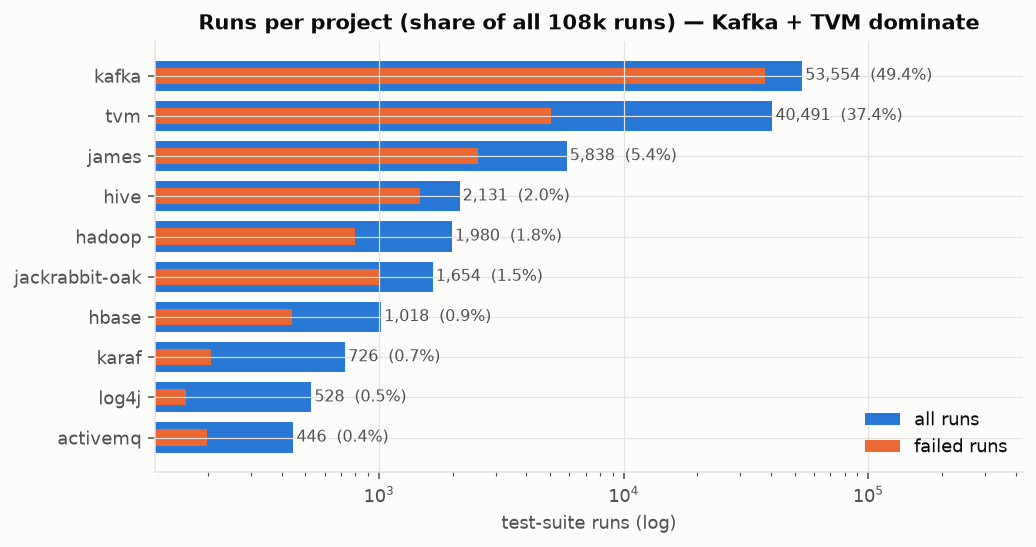 Runs per project (share of all 108k runs) — Kafka + TVM dominate
kafka 53,554 (49.4%)
tvm 40,491 (37.4%)
james 5,838 (5.4%)
hive 2,131 (2.0%)
hadoop 1,980 (1.8%)
jackrabbit-oak 1,654 (1.5%)
hbase 1,018 (0.9%)
karaf 726 (0.7%)
log4j 528 (0.5%)
activemq 446 (0.4%)
all runs
failed runs
10³ 10⁴ 10⁵
test-suite runs (log)